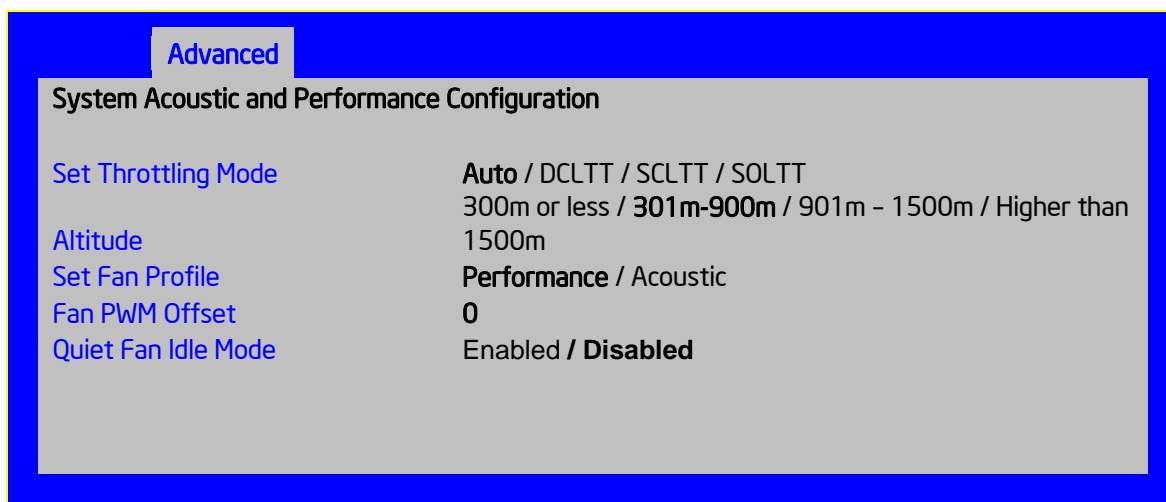 Advanced
System Acoustic and Performance Configuration
Set Throttling Mode Auto / DCLTT / SCLTT / SOLTT
300m or less / 301m-900m / 901m – 1500m / Higher than
Altitude 1500m
Set Fan Profile Performance / Acoustic
Fan PWM Offset 0
Quiet Fan Idle Mode Enabled / Disabled